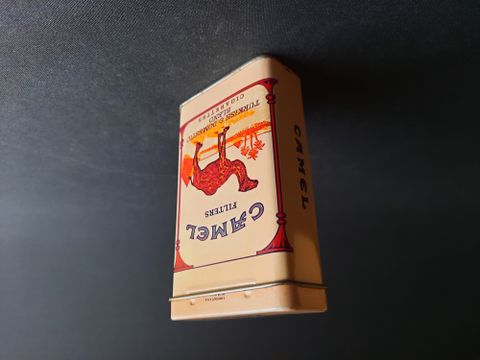 CAMEL
FILTERS
TURKISH & DOMESTIC
BLEND
CIGARETTES
CAMEL